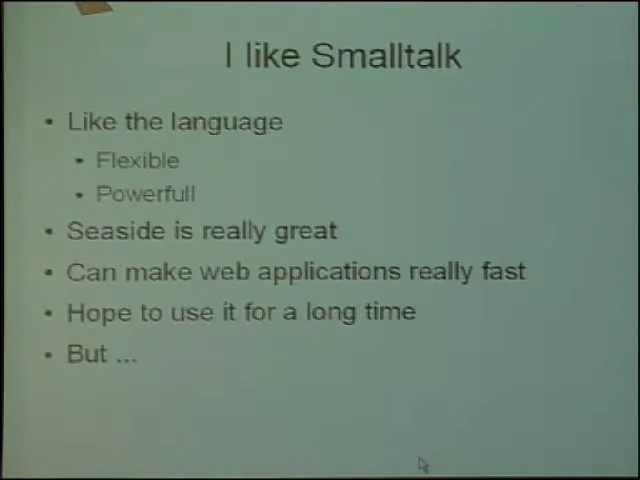 I like Smalltalk
• Like the language
• Flexible
• Powerfull
• Seaside is really great
• Can make web applications really fast
• Hope to use it for a long time
• But ...